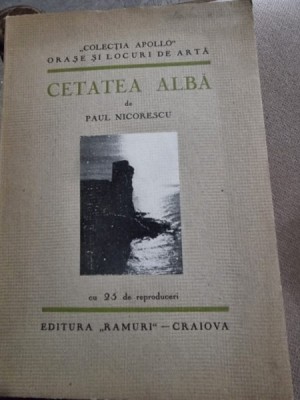 „COLECȚIA APOLLO”
ORAȘE ȘI LOCURI DE ARTĂ
CETATEA ALBĂ
de
PAUL NICORESCU
cu 25 de reproduceri
EDITURA „RAMURI” — CRAIOVA